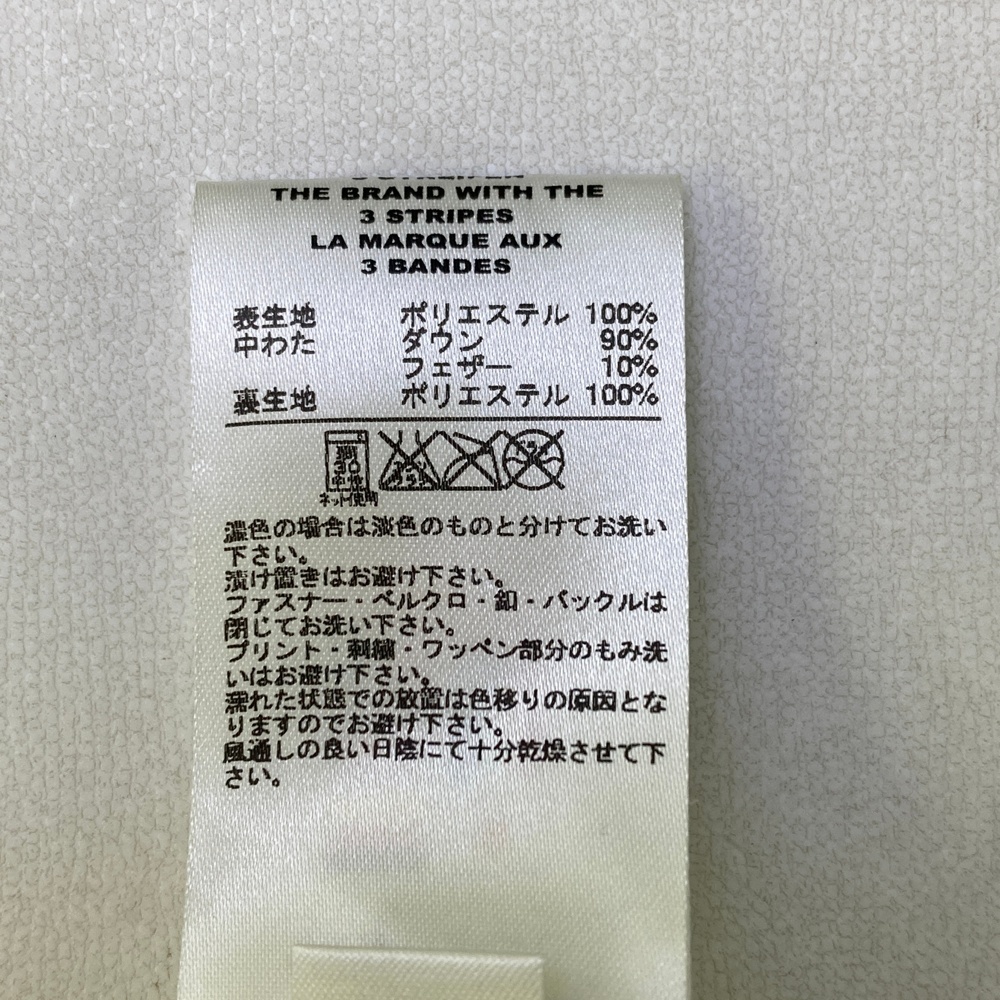 THE BRAND WITH THE
3 STRIPES
LA MARQUE AUX
3 BANDES
表生地 ポリエステル 100%
中わた ダウン 90%
フェザー 10%
裏生地 ポリエステル 100%
30
中性
ネット使用
濃色の場合は淡色のものと分けてお洗い
下さい。
漬け置きはお避け下さい。
ファスナー・ベルクロ・釦・バックルは
閉じてお洗い下さい。
プリント・刺繍・ワッペン部分のもみ洗
いはお避け下さい。
濡れた状態での放置は色移りの原因とな
りますのでお避け下さい。
風通しの良い日陰にて十分乾燥させて下
さい。